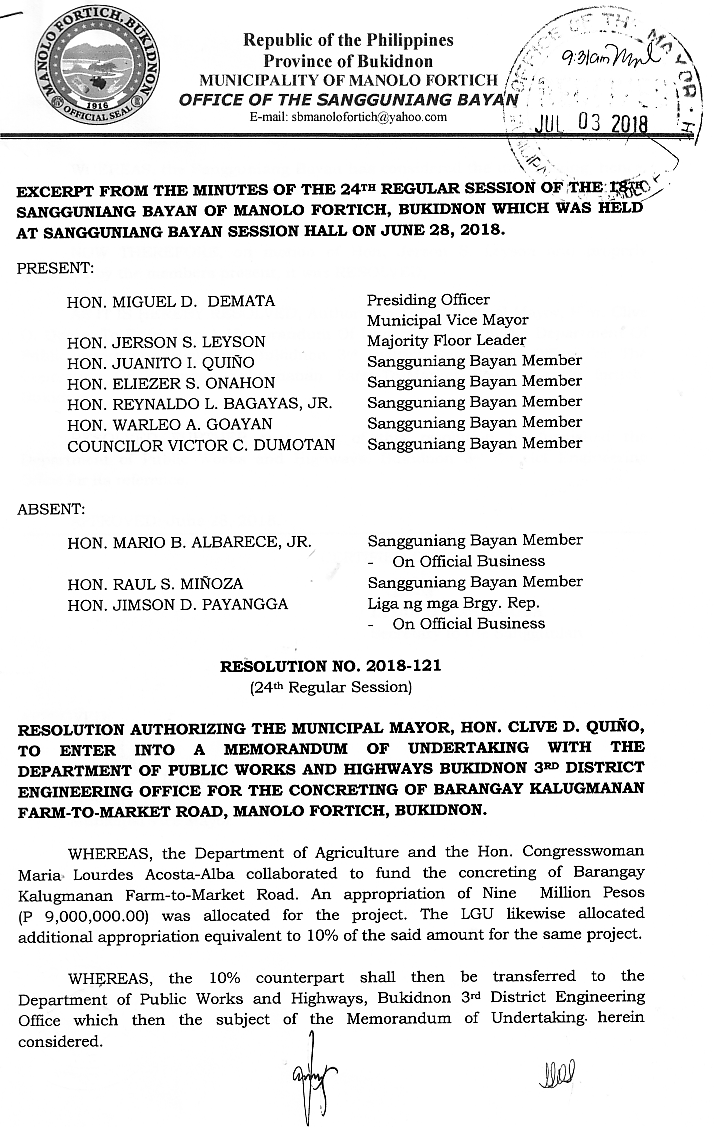 MANOLO FORTICH, BUKIDNON
1916
OFFICIAL SEAL
Republic of the Philippines
Province of Bukidnon
MUNICIPALITY OF MANOLO FORTICH
OFFICE OF THE SANGGUNIANG BAYAN
E-mail: sbmanolofortich@yahoo.com
OFFICE OF THE MAYOR
9:31am
JUL 03 2018
EXCERPT FROM THE MINUTES OF THE 24TH REGULAR SESSION OF THE 18TH
SANGGUNIANG BAYAN OF MANOLO FORTICH, BUKIDNON WHICH WAS HELD
AT SANGGUNIANG BAYAN SESSION HALL ON JUNE 28, 2018.
PRESENT:
HON. MIGUEL D. DEMATA Presiding Officer
Municipal Vice Mayor
HON. JERSON S. LEYSON Majority Floor Leader
HON. JUANITO I. QUIÑO Sangguniang Bayan Member
HON. ELIEZER S. ONAHON Sangguniang Bayan Member
HON. REYNALDO L. BAGAYAS, JR. Sangguniang Bayan Member
HON. WARLEO A. GOAYAN Sangguniang Bayan Member
COUNCILOR VICTOR C. DUMOTAN Sangguniang Bayan Member
ABSENT:
HON. MARIO B. ALBARECE, JR. Sangguniang Bayan Member
- On Official Business
HON. RAUL S. MIÑOZA Sangguniang Bayan Member
HON. JIMSON D. PAYANGGA Liga ng mga Brgy. Rep.
- On Official Business
RESOLUTION NO. 2018-121
(24th Regular Session)
RESOLUTION AUTHORIZING THE MUNICIPAL MAYOR, HON. CLIVE D. QUIÑO,
TO ENTER INTO A MEMORANDUM OF UNDERTAKING WITH THE
DEPARTMENT OF PUBLIC WORKS AND HIGHWAYS BUKIDNON 3RD DISTRICT
ENGINEERING OFFICE FOR THE CONCRETING OF BARANGAY KALUGMANAN
FARM-TO-MARKET ROAD, MANOLO FORTICH, BUKIDNON.
WHEREAS, the Department of Agriculture and the Hon. Congresswoman
Maria Lourdes Acosta-Alba collaborated to fund the concreting of Barangay
Kalugmanan Farm-to-Market Road. An appropriation of Nine Million Pesos
(P 9,000,000.00) was allocated for the project. The LGU likewise allocated
additional appropriation equivalent to 10% of the said amount for the same project.
WHEREAS, the 10% counterpart shall then be transferred to the
Department of Public Works and Highways, Bukidnon 3rd District Engineering
Office which then the subject of the Memorandum of Undertaking herein
considered.